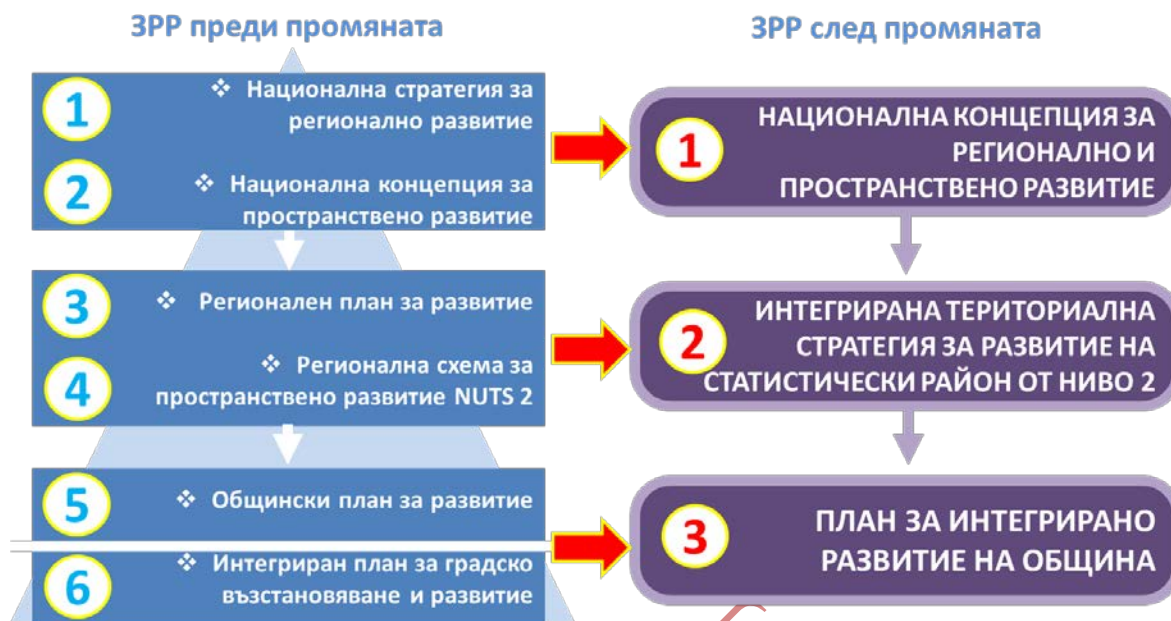 ЗРР преди промяната
1
❖ Национална стратегия за
регионално развитие
2
❖ Национална концепция за
пространствено развитие
3
❖ Регионален план за развитие
4
❖ Регионална схема за
пространствено развитие NUTS 2
5
❖ Общински план за развитие
6
❖ Интегриран план за градско
възстановяване и развитие
ЗРР след промяната
1
НАЦИОНАЛНА КОНЦЕПЦИЯ ЗА
РЕГИОНАЛНО И
ПРОСТРАНСТВЕНО РАЗВИТИЕ
2
ИНТЕГРИРАНА ТЕРИТОРИАЛНА
СТРАТЕГИЯ ЗА РАЗВИТИЕ НА
СТАТИСТИЧЕСКИ РАЙОН ОТ НИВО 2
3
ПЛАН ЗА ИНТЕГРИРАНО
РАЗВИТИЕ НА ОБЩИНА